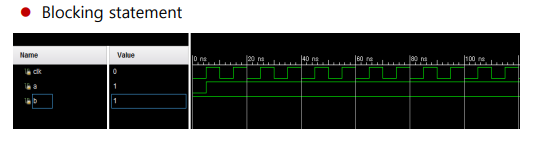 Blocking statement
Name Value
0 ns 20 ns 40 ns 60 ns 80 ns 100 ns
clk 0
a 1
b 1